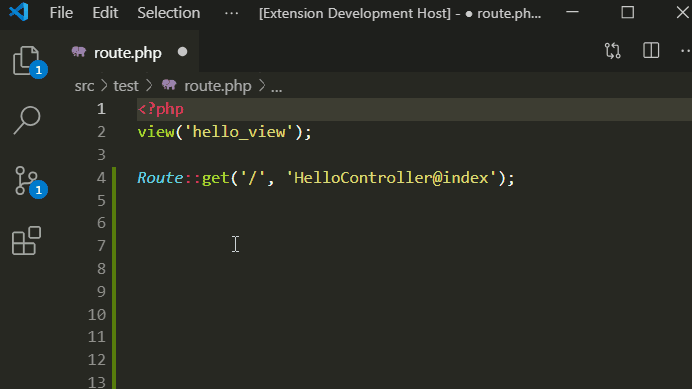 File Edit Selection ··· [Extension Development Host] - ● route.ph...
route.php ●
src > test > route.php > ...
1 <?php
2 view('hello_view');
3
4 Route::get('/', 'HelloController@index');
5
6
7
8
9
10
11
12
13
1
1